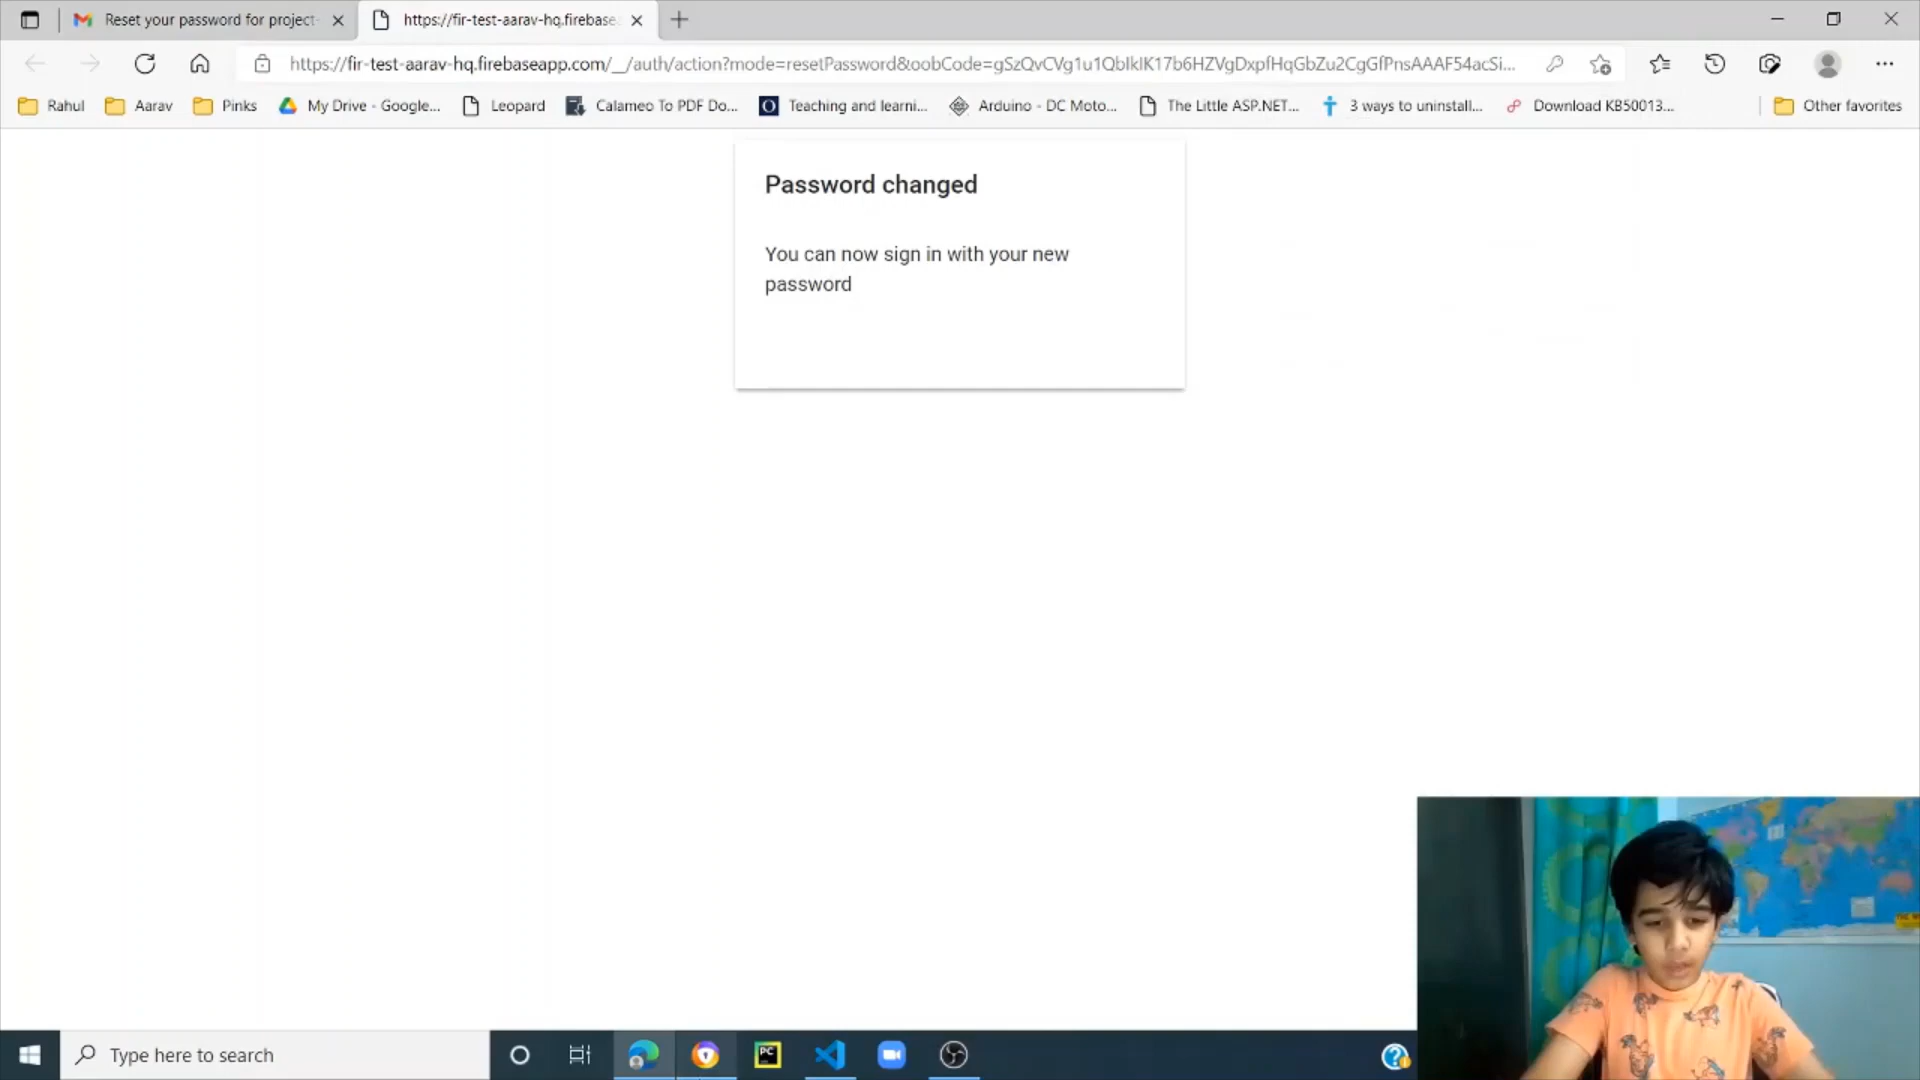 Reset your password for project-
https://fir-test-aarav-hq.firebase
https://fir-test-aarav-hq.firebaseapp.com/__/auth/action?mode=resetPassword&oobCode=gSzQvCVg1u1QbIkIK17b6HZVgDxpfHqGbZu2CgGfPnsAAAF54acSi...
Rahul
Aarav
Pinks
My Drive - Google...
Leopard
Calameo To PDF Do...
Teaching and learni...
Arduino - DC Moto...
The Little ASP.NET...
3 ways to uninstall...
Download KB50013...
Other favorites
Password changed
You can now sign in with your new
password
Type here to search
PC